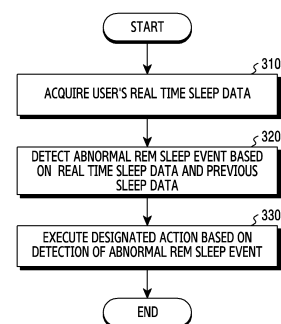 START
310
ACQUIRE USER'S REAL TIME SLEEP DATA
320
DETECT ABNORMAL REM SLEEP EVENT BASED
ON REAL TIME SLEEP DATA AND PREVIOUS
SLEEP DATA
330
EXECUTE DESIGNATED ACTION BASED ON
DETECTION OF ABNORMAL REM SLEEP EVENT
END